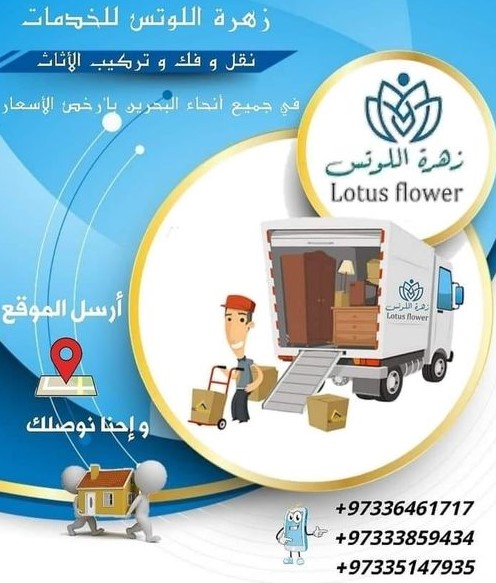 زهرة اللوتس للخدمات
نقل و فك و تركيب الأثاث
في جميع أنحاء البحرين بارخص الأسعار
زهرة اللوتس
Lotus flower
زهرة اللوتس
Lotus flower
أرسل الموقع
و إحنا نوصلك
+97336461717
+97333859434
+97335147935